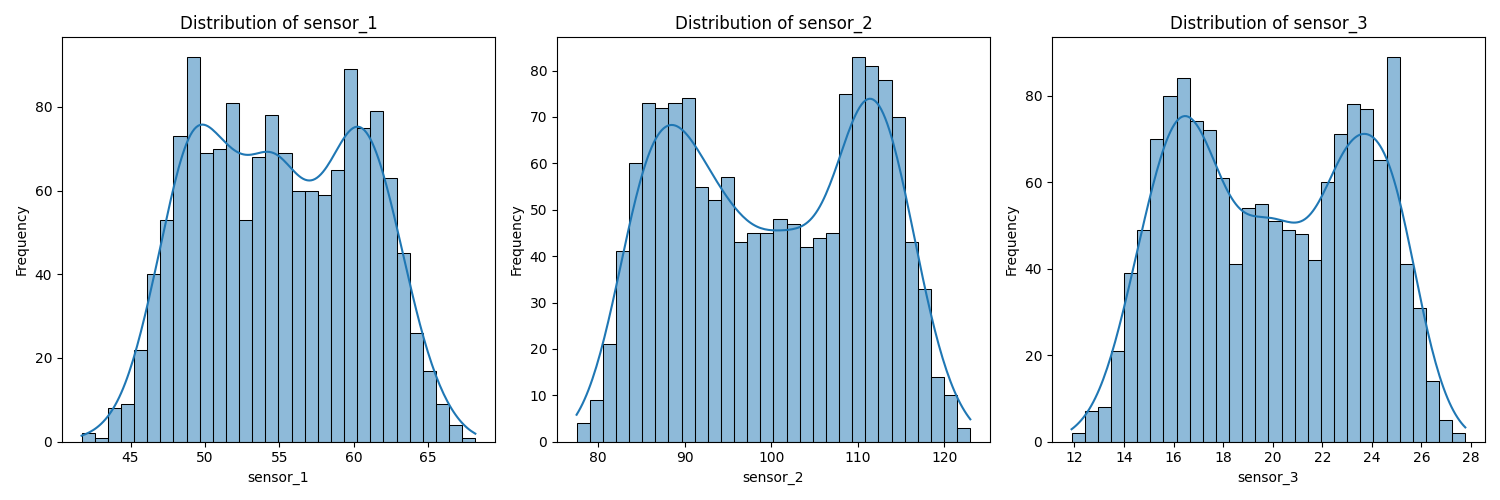 Distribution of sensor_1
Frequency
80
60
40
20
0
45 50 55 60 65
sensor_1
Distribution of sensor_2
Frequency
80
70
60
50
40
30
20
10
0
80 90 100 110 120
sensor_2
Distribution of sensor_3
Frequency
80
60
40
20
0
12 14 16 18 20 22 24 26 28
sensor_3